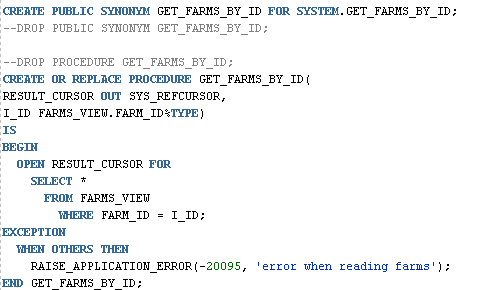 CREATE PUBLIC SYNONYM GET_FARMS_BY_ID FOR SYSTEM.GET_FARMS_BY_ID;
--DROP PUBLIC SYNONYM GET_FARMS_BY_ID;

--DROP PROCEDURE GET_FARMS_BY_ID;
CREATE OR REPLACE PROCEDURE GET_FARMS_BY_ID(
RESULT_CURSOR OUT SYS_REFCURSOR,
I_ID FARMS_VIEW.FARM_ID%TYPE)
IS
BEGIN
  OPEN RESULT_CURSOR FOR
    SELECT *
      FROM FARMS_VIEW
        WHERE FARM_ID = I_ID;
EXCEPTION
  WHEN OTHERS THEN
    RAISE_APPLICATION_ERROR(-20095, 'error when reading farms');
END GET_FARMS_BY_ID;